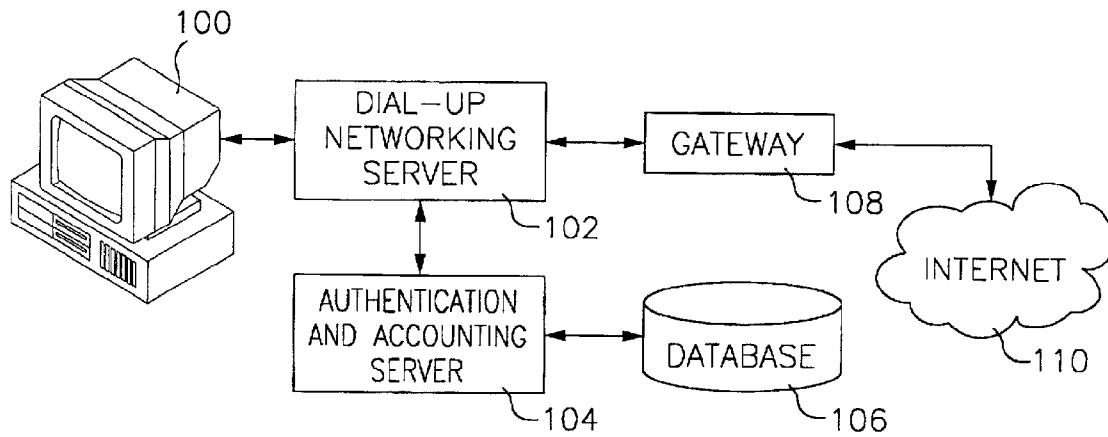 100
DIAL-UP
NETWORKING
SERVER
102
GATEWAY
108
INTERNET
110
AUTHENTICATION
AND ACCOUNTING
SERVER
104
DATABASE
106